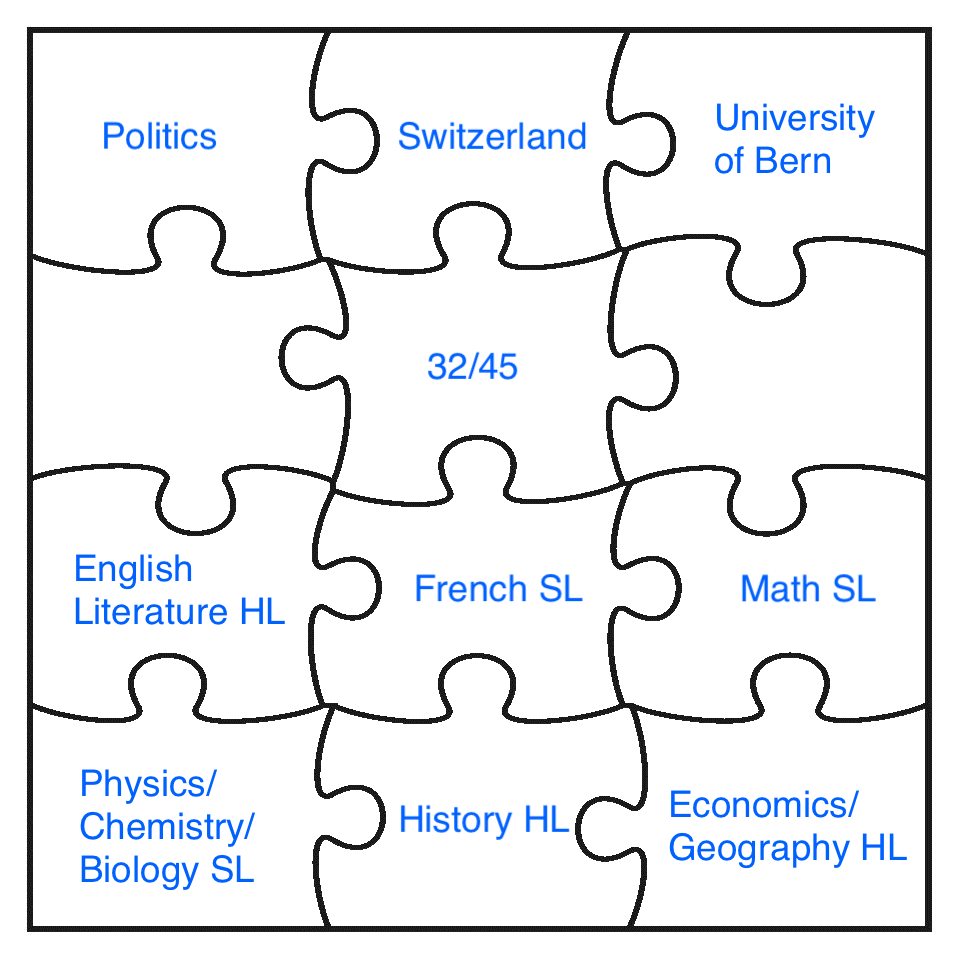 Politics
Switzerland
University
of Bern
32/45
English
Literature HL
French SL
Math SL
Physics/
Chemistry/
Biology SL
History HL
Economics/
Geography HL